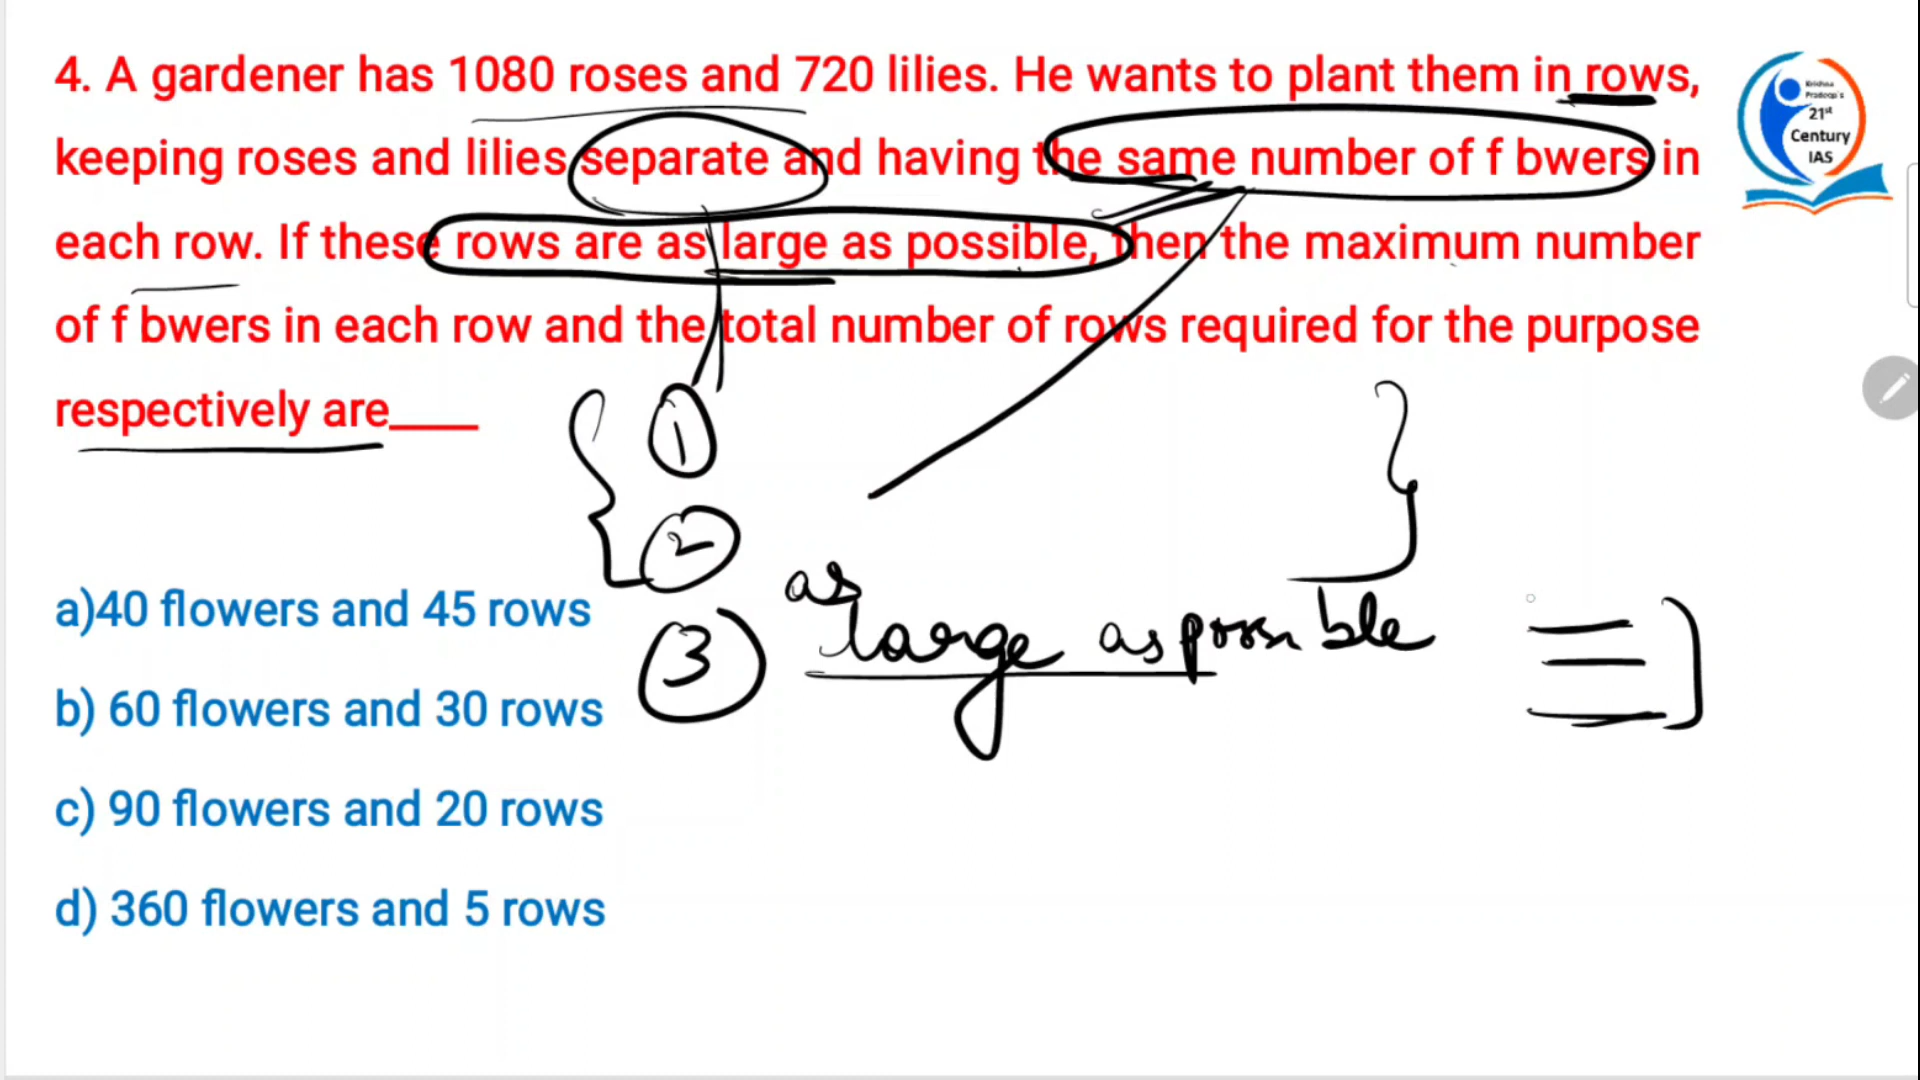 4. A gardener has 1080 roses and 720 lilies. He wants to plant them in rows,
keeping roses and lilies separate and having the same number of f bwers in
each row. If these rows are as large as possible, then the maximum number
of f bwers in each row and the total number of rows required for the purpose
respectively are____
a)40 flowers and 45 rows
b) 60 flowers and 30 rows
c) 90 flowers and 20 rows
d) 360 flowers and 5 rows
1
2
3
as
large as possible
Krishna
Pradeep's
21st
Century
IAS